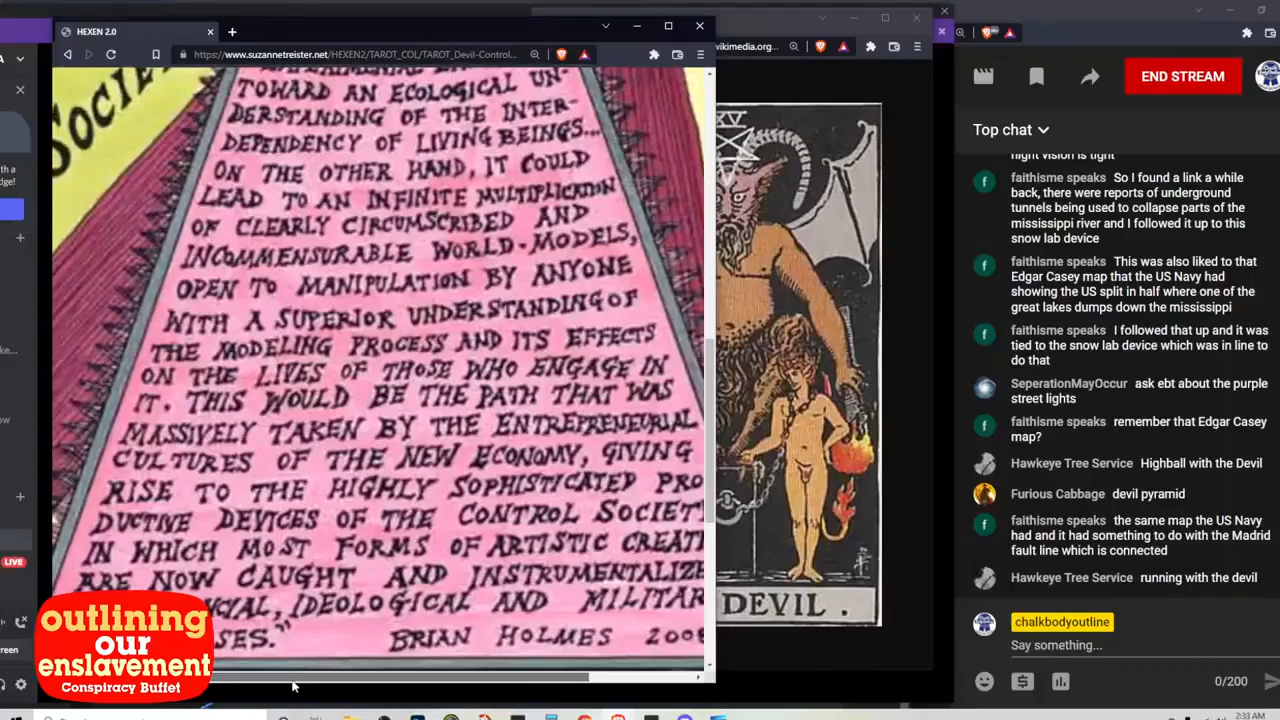 HEXEN 2.0
https://www.suzannetreister.net/HEXEN2/TAROT_COL/TAROT_Devil-Control...
SOCIE
TOWARD AN ECOLOGICAL UN-
DERSTANDING OF THE INTER-
DEPENDENCY OF LIVING BEINGS...
ON THE OTHER HAND, IT COULD
LEAD TO AN INFINITE MULTIPLICATION
OF CLEARLY CIRCUMSCRIBED AND
INCOMMENSURABLE WORLD-MODELS,
OPEN TO MANIPULATION BY ANYONE
WITH A SUPERIOR UNDERSTANDING OF
THE MODELING PROCESS AND ITS EFFECTS
ON THE LIVES OF THOSE WHO ENGAGE IN
IT. THIS WOULD BE THE PATH THAT WAS
MASSIVELY TAKEN BY THE ENTREPRENEURIAL
CULTURES OF THE NEW ECONOMY, GIVING
RISE TO THE HIGHLY SOPHISTICATED PRO
DUCTIVE DEVICES OF THE CONTROL SOCIET
IN WHICH MOST FORMS OF ARTISTIC CREATI
ARE NOW CAUGHT AND INSTRUMENTALIZE
NCIAL, IDEOLOGICAL AND MILITAR
SES." BRIAN HOLMES
LIVE
outlining
our
enslavement
Conspiracy Buffet
wikimedia.org...
XV
DEVIL .
END STREAM
Top chat
night vision is tight
faithisme speaks So I found a link a while
back, there were reports of underground
tunnels being used to collapse parts of the
mississippi river and I followed it up to this
snow lab device
faithisme speaks This was also liked to that
Edgar Casey map that the US Navy had
showing the US split in half where one of the
great lakes dumps down the mississippi
faithisme speaks I followed that up and it was
tied to the snow lab device which was in line to
do that
SeperationMayOccur ask ebt about the purple
street lights
faithisme speaks remember that Edgar Casey
map?
Hawkeye Tree Service Highball with the Devil
Furious Cabbage devil pyramid
faithisme speaks the same map the US Navy
had and it had something to do with the Madrid
fault line which is connected
Hawkeye Tree Service running with the devil
chalkbodyoutline
Say something...
0/200
2:33 AM